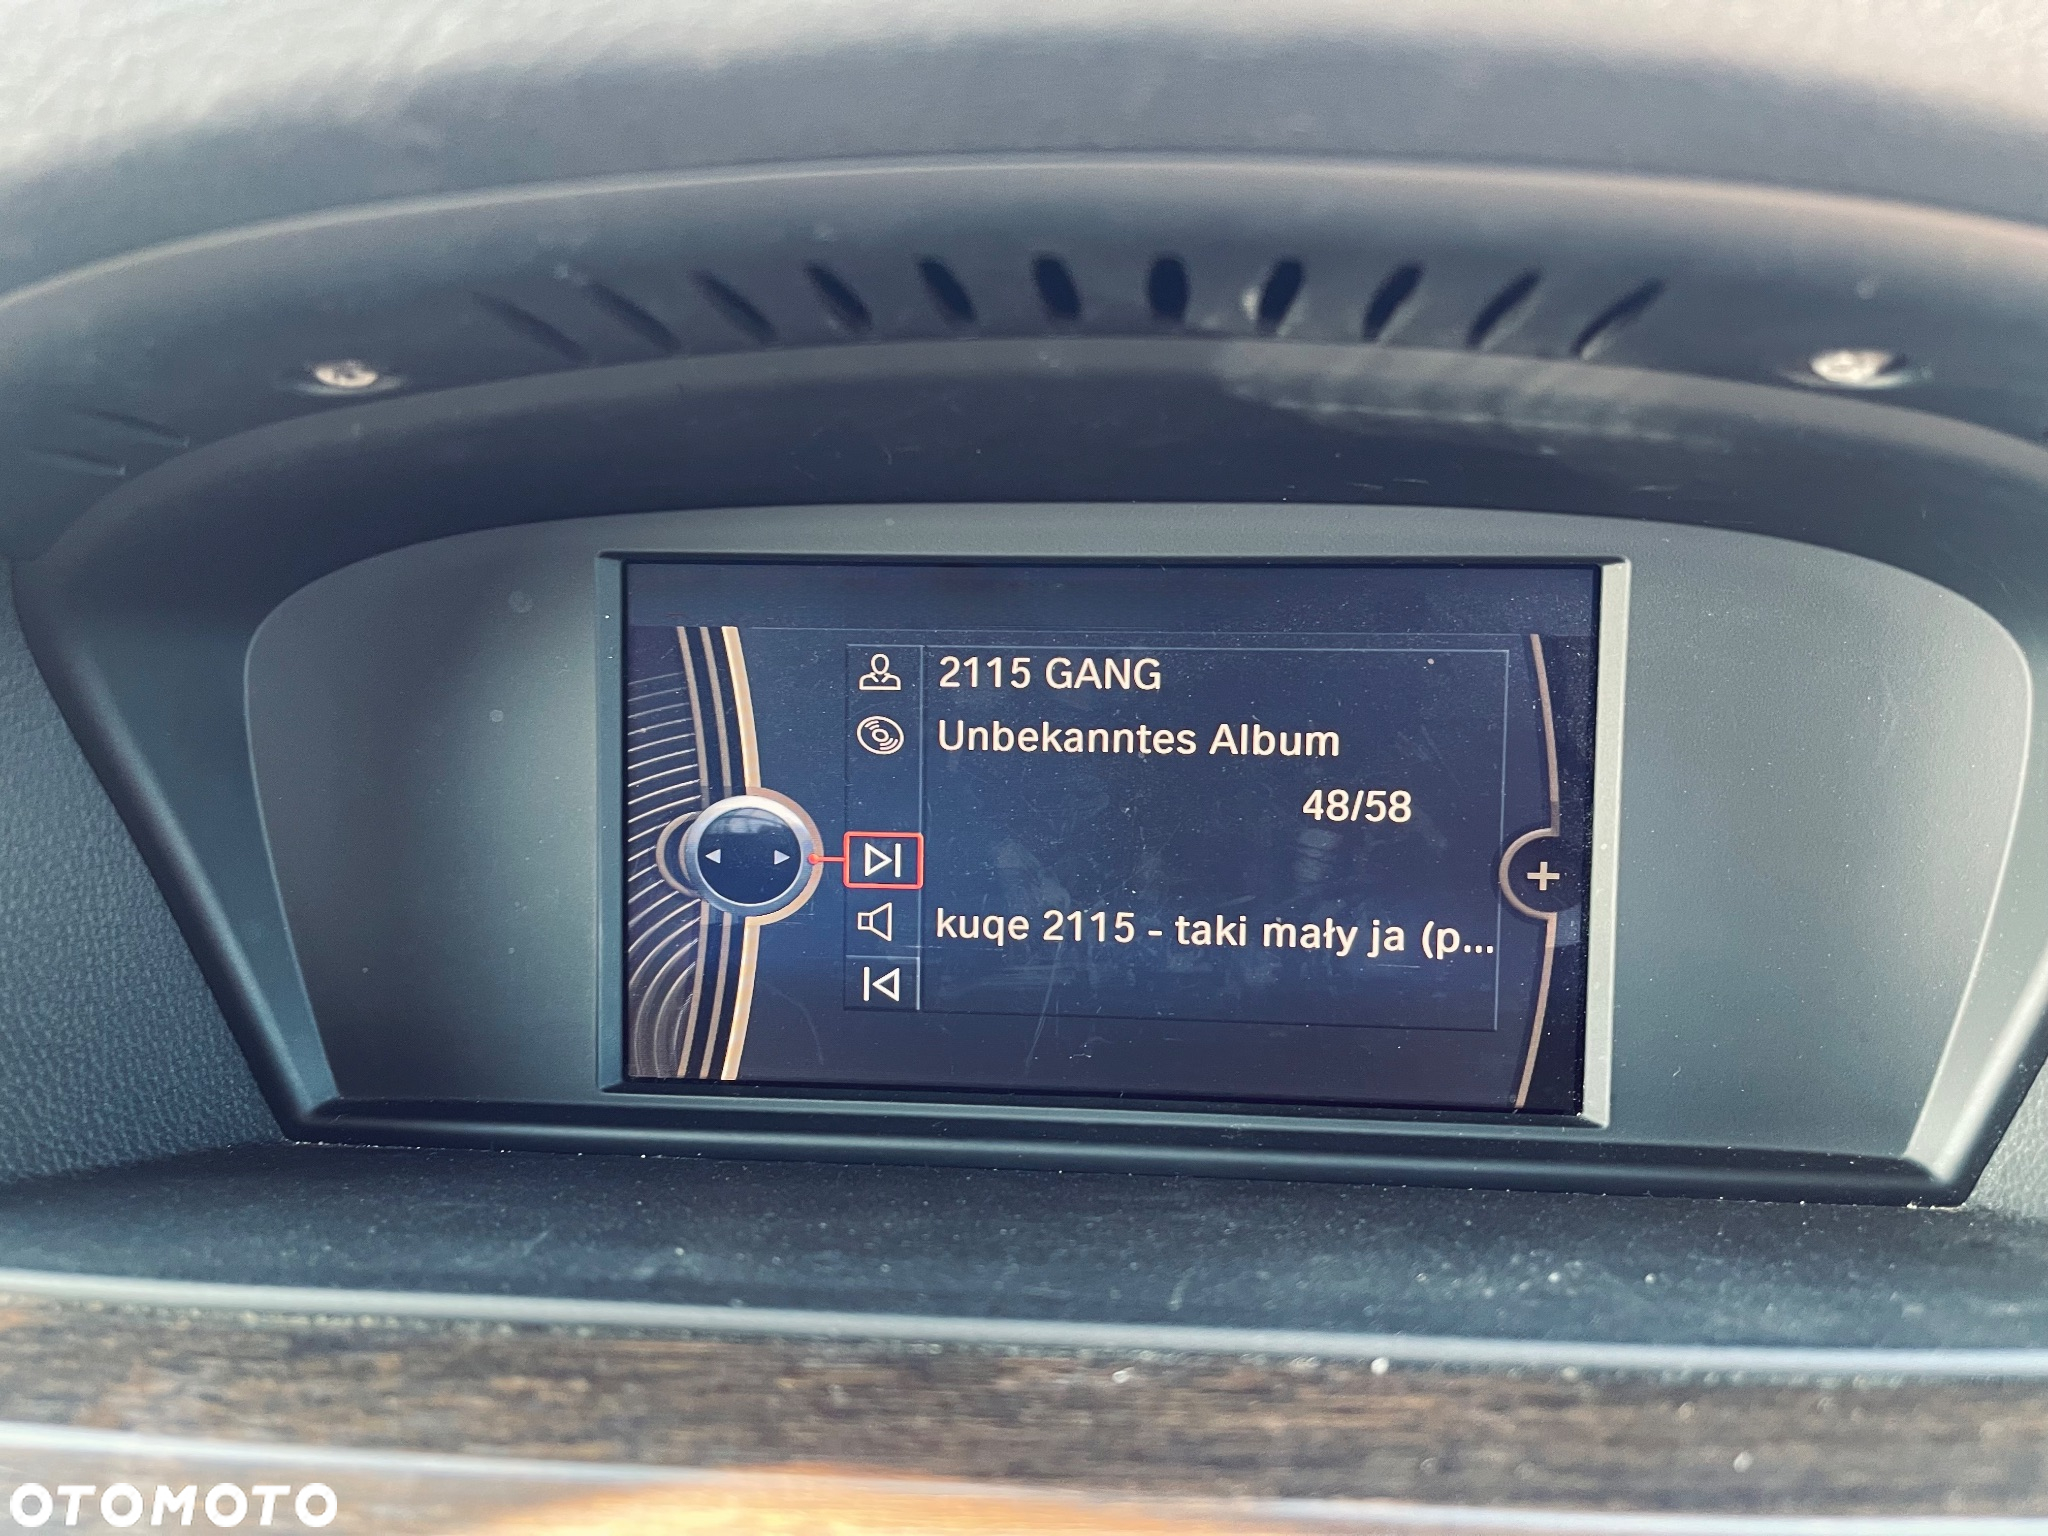 2115 GANG
Unbekanntes Album
48/58
kuqe 2115 - taki mały ja (p...
OTOMOTO